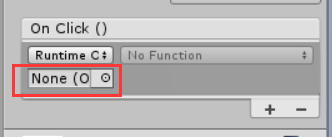 On Click ()
Runtime C
No Function
None (O